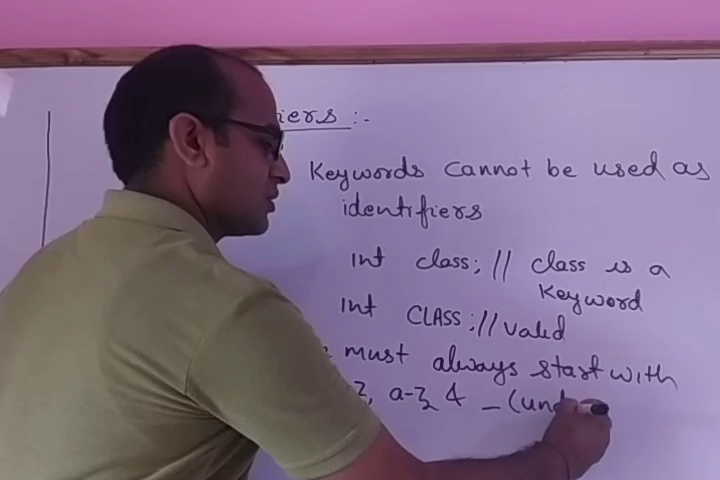 iers :-
Keywords cannot be used as
identifiers
int class; // class is a
Keyword
int CLASS; // valid
must always start with
z, a-z & _ (und